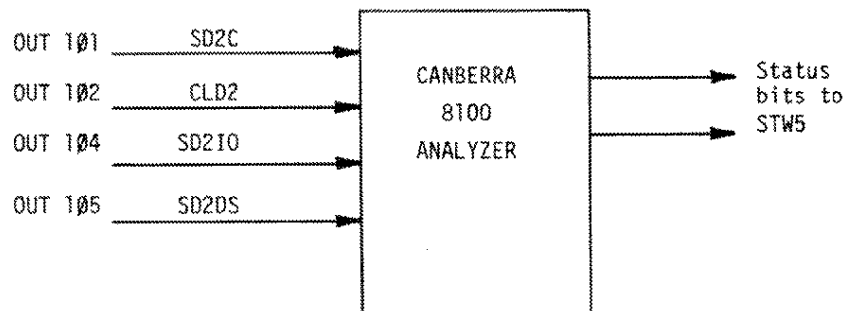 OUT 1Ø1 SD2C
OUT 1Ø2 CLD2
OUT 1Ø4 SD2IO
OUT 1Ø5 SD2DS
CANBERRA
8100
ANALYZER
Status
bits to
STW5